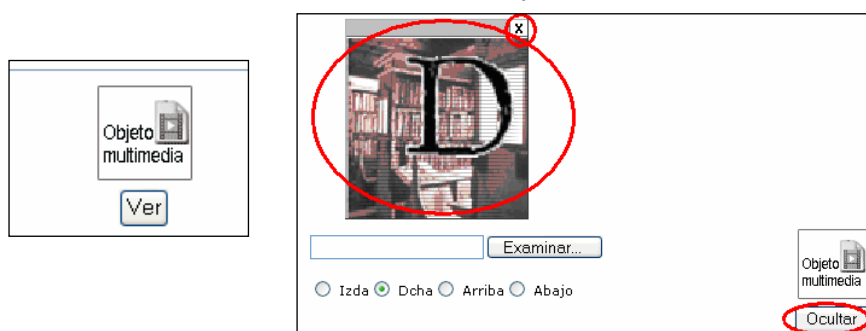 Objeto
multimedia
Ver
X
D
Examinar...
Izda Dcha Arriba Abajo
Objeto
multimedia
Ocultar